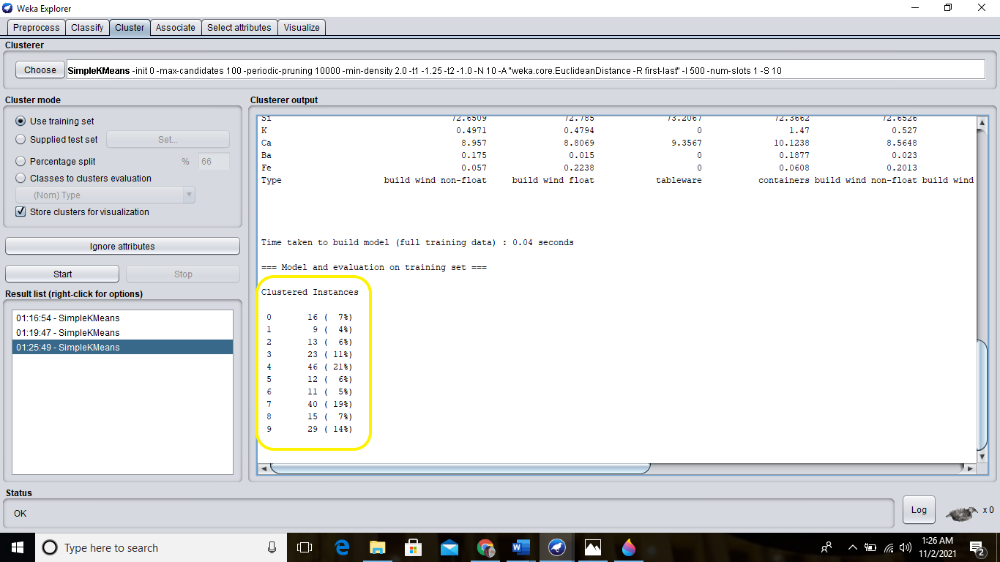 Weka Explorer
Preprocess Classify Cluster Associate Select attributes Visualize
Clusterer
Choose SimpleKMeans -init 0 -max-candidates 100 -periodic-pruning 10000 -min-density 2.0 -t1 -1.25 -t2 -1.0 -N 10 -A "weka.core.EuclideanDistance -R first-last" -I 500 -num-slots 1 -S 10
Cluster mode
Use training set
Supplied test set Set...
Percentage split % 66
Classes to clusters evaluation
(Nom) Type
Store clusters for visualization
Ignore attributes
Start Stop
Result list (right-click for options)
01:16:54 - SimpleKMeans
01:19:47 - SimpleKMeans
01:25:49 - SimpleKMeans
Clusterer output
Si 72.6509 72.785 73.2067 72.3662 72.6526
K 0.4971 0.4794 0 1.47 0.527
Ca 8.957 8.8069 9.3567 10.1238 8.5648
Ba 0.175 0.015 0 0.1877 0.023
Fe 0.057 0.2238 0 0.0608 0.2013
Type build wind non-float build wind float tableware containers build wind non-float build wind
Time taken to build model (full training data) : 0.04 seconds
=== Model and evaluation on training set ===
Clustered Instances
0 16 ( 7%)
1 9 ( 4%)
2 13 ( 6%)
3 23 ( 11%)
4 46 ( 21%)
5 12 ( 6%)
6 11 ( 5%)
7 40 ( 19%)
8 15 ( 7%)
9 29 ( 14%)
Status
OK
Log x 0
Type here to search
1:26 AM
11/2/2021
2